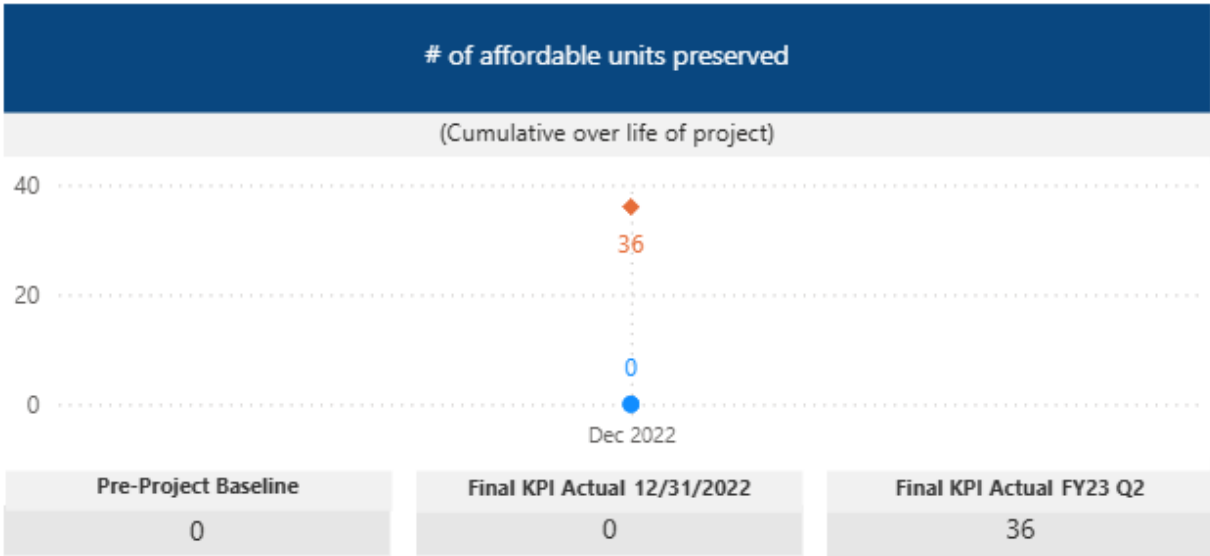 # of affordable units preserved
(Cumulative over life of project)
40
36
20
0
0
Dec 2022
Pre-Project Baseline
0
Final KPI Actual 12/31/2022
0
Final KPI Actual FY23 Q2
36